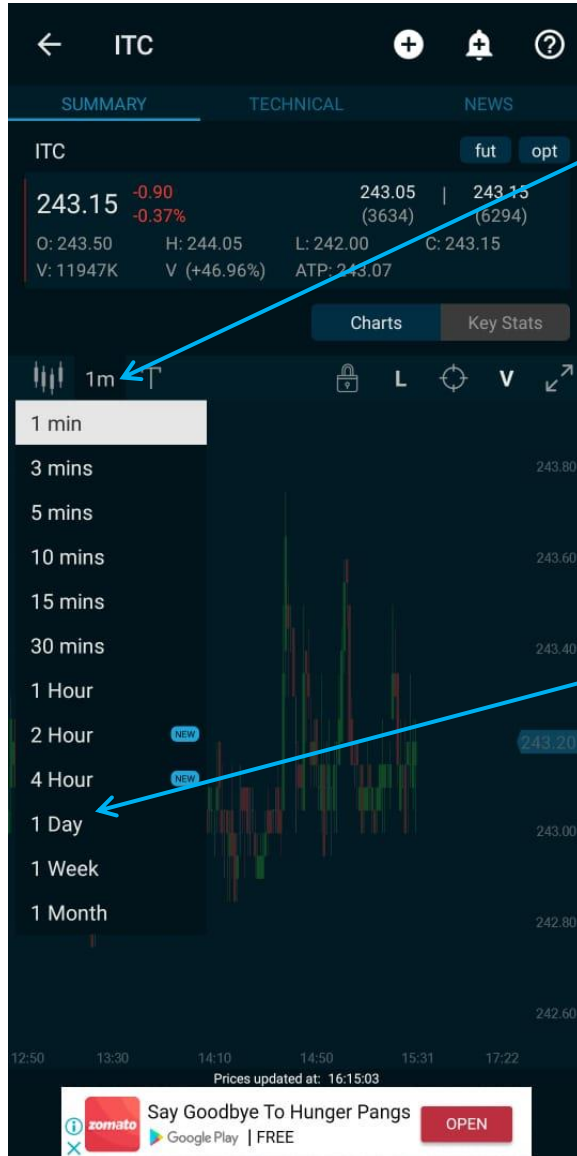 ITC
SUMMARY TECHNICAL NEWS
ITC fut opt
243.15 -0.90 -0.37% 243.05 (3634) | 243.15 (6294)
O: 243.50 H: 244.05 L: 242.00 C: 243.15
V: 11947K V (+46.96%) ATP: 243.07
Charts Key Stats
1m T L V
1 min
3 mins
243.80
5 mins
10 mins
243.60
15 mins
30 mins
243.40
1 Hour
2 Hour NEW
243.20
4 Hour NEW
1 Day
243.00
1 Week
1 Month
242.80
242.60
12:50 13:30 14:10 14:50 15:31 17:22
Prices updated at: 16:15:03
zomato Say Goodbye To Hunger Pangs OPEN
Google Play | FREE